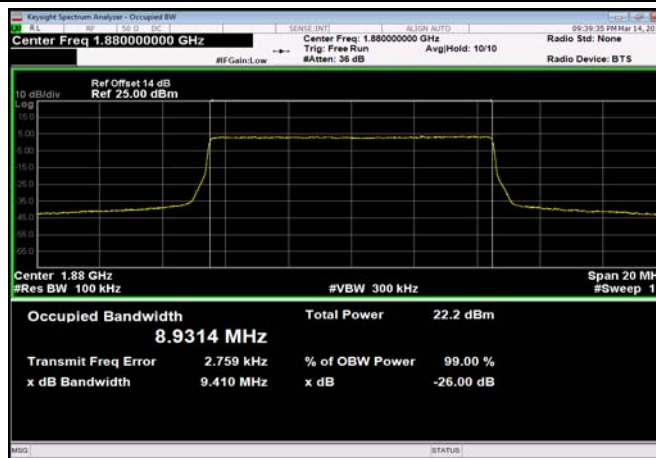 Keysight Spectrum Analyzer - Occupied BW
RL RF 50 Ω DC SENSE:INT ALIGN AUTO 09:39:35 PM Mar 14, 20
Center Freq 1.880000000 GHz Center Freq: 1.880000000 GHz Radio Std: None
Trig: Free Run Avg|Hold: 10/10
#IFGain:Low #Atten: 36 dB Radio Device: BTS
Ref Offset 14 dB
10 dB/div Ref 25.00 dBm
Log
15.0
5.00
-5.00
-15.0
-25.0
-35.0
-45.0
-55.0
-65.0
Center 1.88 GHz Span 20 MH
#Res BW 100 kHz #VBW 300 kHz #Sweep 1
Occupied Bandwidth Total Power 22.2 dBm
8.9314 MHz
Transmit Freq Error 2.759 kHz % of OBW Power 99.00 %
x dB Bandwidth 9.410 MHz x dB -26.00 dB
MSG STATUS